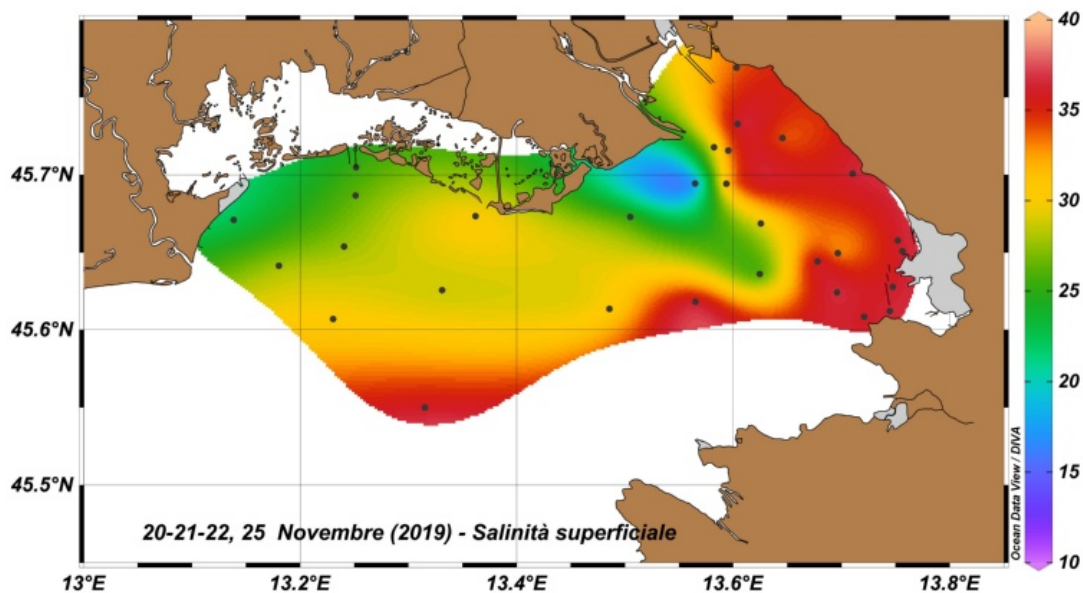 40
35
30
25
20
15
10
45.7°N
45.6°N
45.5°N
20-21-22, 25 Novembre (2019) - Salinità superficiale
Ocean Data View / DIVA
13°E
13.2°E
13.4°E
13.6°E
13.8°E